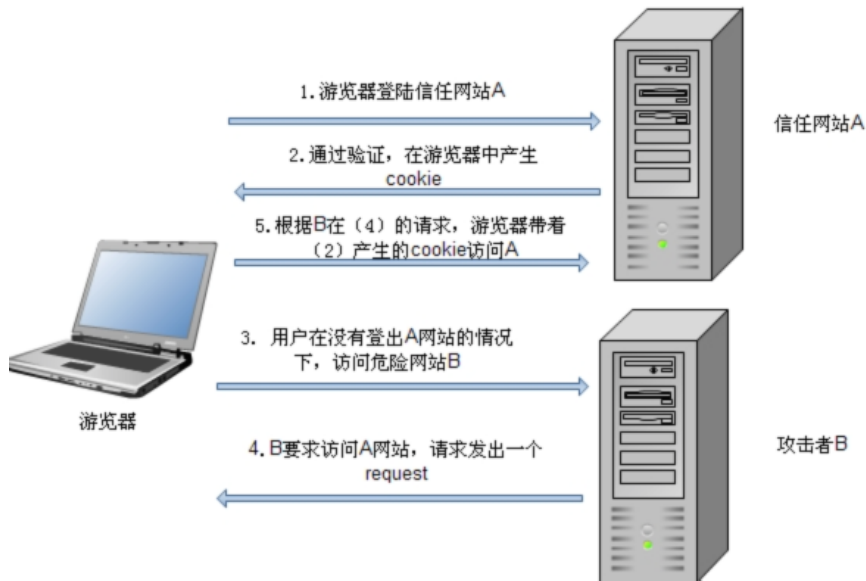 1.游览器登陆信任网站A
信任网站A
2.通过验证，在游览器中产生
cookie
5.根据B在（4）的请求，游览器带着
（2）产生的cookie访问A
3. 用户在没有登出A网站的情况
下，访问危险网站B
游览器
4.B要求访问A网站，请求发出一个
request
攻击者B